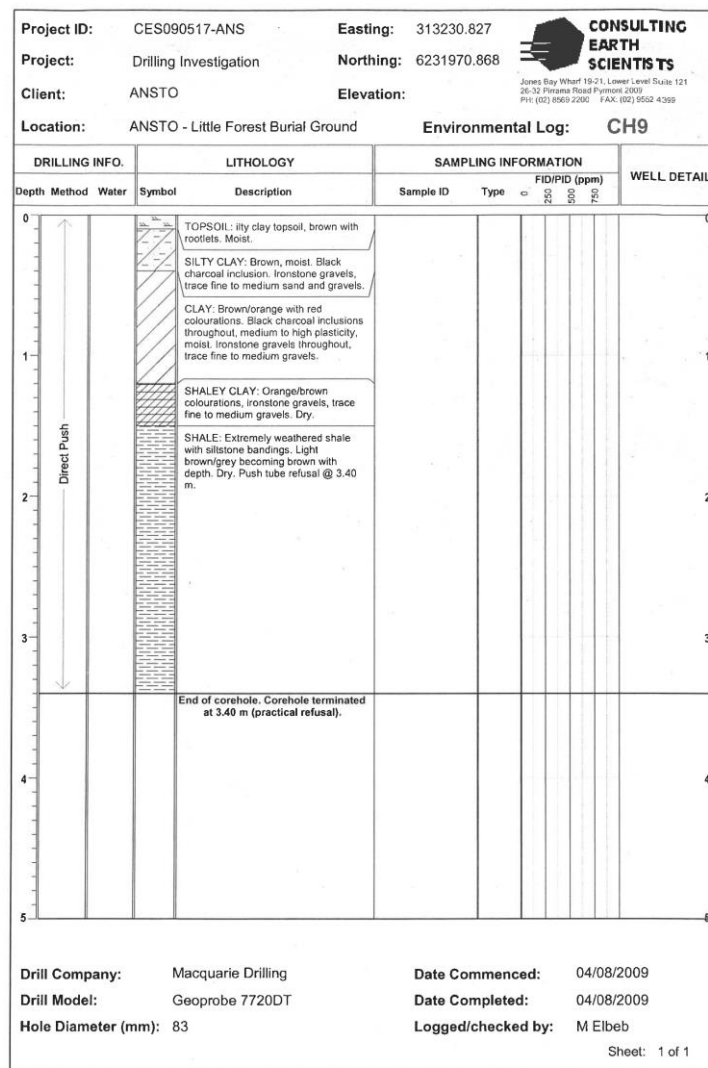 Project ID: CES090517-ANS Easting: 313230.827
Project: Drilling Investigation Northing: 6231970.868
Client: ANSTO Elevation:
Location: ANSTO - Little Forest Burial Ground Environmental Log: CH9
CONSULTING
EARTH
SCIENTISTS
Jones Bay Wharf 19-21, Lower Level Suite 121
26-32 Pirrama Road Pyrmont 2009
PH: (02) 8569 2200 FAX: (02) 9552 4399
DRILLING INFO. LITHOLOGY SAMPLING INFORMATION WELL DETAIL
Depth Method Water Symbol Description Sample ID Type FID/PID (ppm)
0 250 500 750
0 0
TOPSOIL: ilty clay topsoil, brown with
rootlets. Moist.
SILTY CLAY: Brown, moist. Black
charcoal inclusion. Ironstone gravels,
trace fine to medium sand and gravels.
CLAY: Brown/orange with red
colourations. Black charcoal inclusions
throughout, medium to high plasticity,
moist. Ironstone gravels throughout,
trace fine to medium gravels.
1 1
SHALEY CLAY: Orange/brown
colourations, ironstone gravels, trace
fine to medium gravels. Dry.
SHALE: Extremely weathered shale
with siltstone bandings. Light
brown/grey becoming brown with
depth. Dry. Push tube refusal @ 3.40
m.
Direct Push
2 2
3 3
End of corehole. Corehole terminated
at 3.40 m (practical refusal).
4 4
5 5
Drill Company: Macquarie Drilling Date Commenced: 04/08/2009
Drill Model: Geoprobe 7720DT Date Completed: 04/08/2009
Hole Diameter (mm): 83 Logged/checked by: M Elbeb
Sheet: 1 of 1